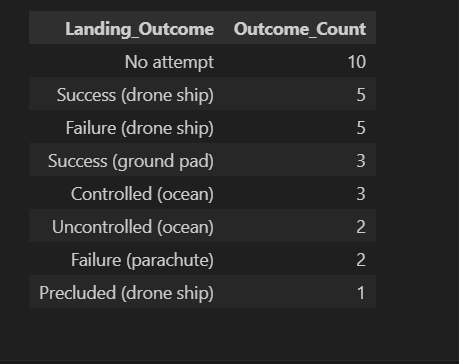 Landing_Outcome Outcome_Count
No attempt 10
Success (drone ship) 5
Failure (drone ship) 5
Success (ground pad) 3
Controlled (ocean) 3
Uncontrolled (ocean) 2
Failure (parachute) 2
Precluded (drone ship) 1